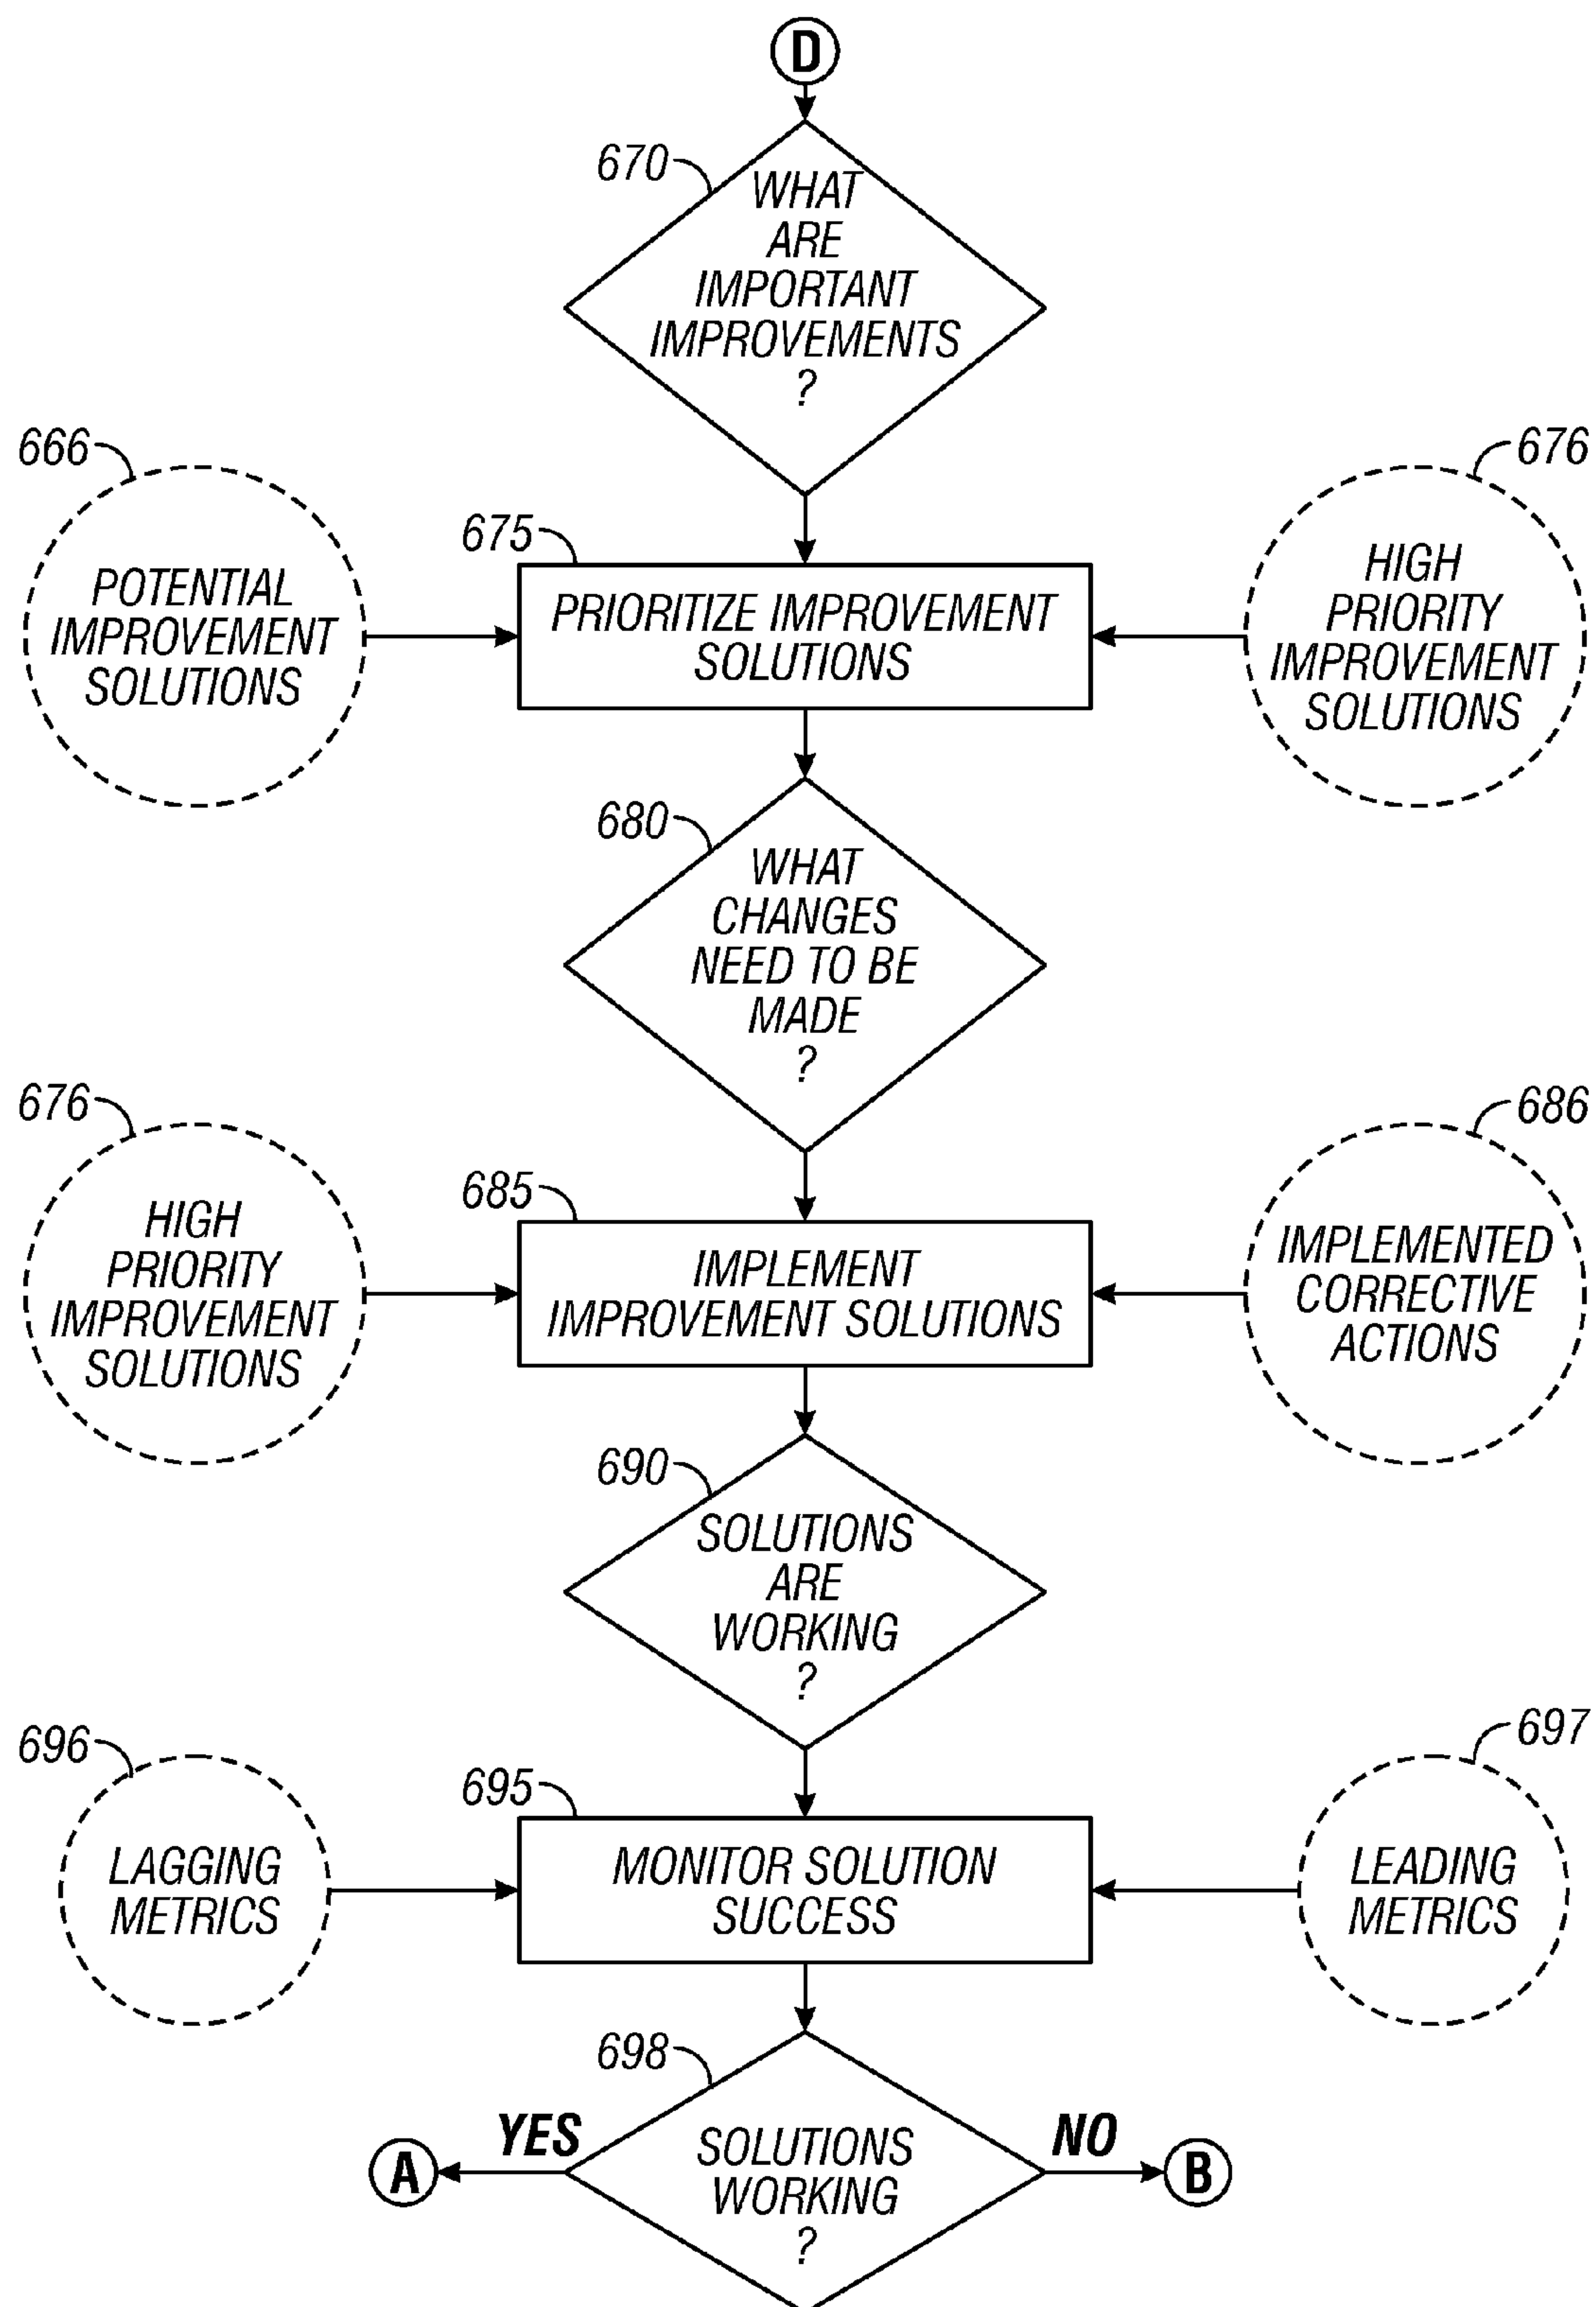 D
670
WHAT
ARE
IMPORTANT
IMPROVEMENTS
?
666
POTENTIAL
IMPROVEMENT
SOLUTIONS
675
PRIORITIZE IMPROVEMENT
SOLUTIONS
676
HIGH
PRIORITY
IMPROVEMENT
SOLUTIONS
680
WHAT
CHANGES
NEED TO BE
MADE
?
676
HIGH
PRIORITY
IMPROVEMENT
SOLUTIONS
685
IMPLEMENT
IMPROVEMENT SOLUTIONS
686
IMPLEMENTED
CORRECTIVE
ACTIONS
690
SOLUTIONS
ARE
WORKING
?
696
LAGGING
METRICS
695
MONITOR SOLUTION
SUCCESS
697
LEADING
METRICS
698
SOLUTIONS
WORKING
?
YES
A
NO
B